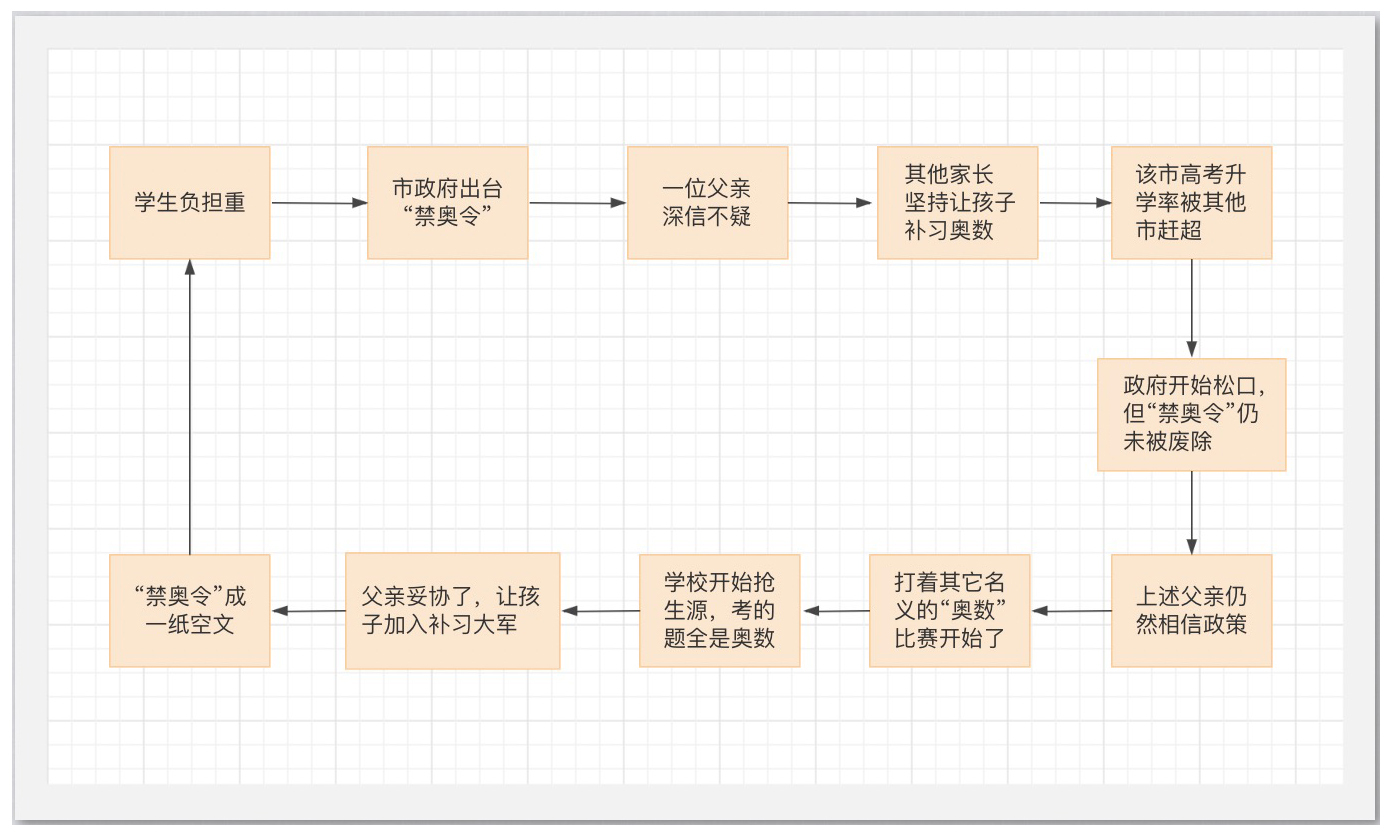 学生负担重
市政府出台
“禁奥令”
一位父亲
深信不疑
其他家长
坚持让孩子
补习奥数
该市高考升
学率被其他
市赶超
政府开始松口，
但“禁奥令”仍
未被废除
上述父亲仍
然相信政策
打着其它名
义的“奥数”
比赛开始了
学校开始抢
生源，考的
题全是奥数
父亲妥协了，让孩
子加入补习大军
“禁奥令”成
一纸空文